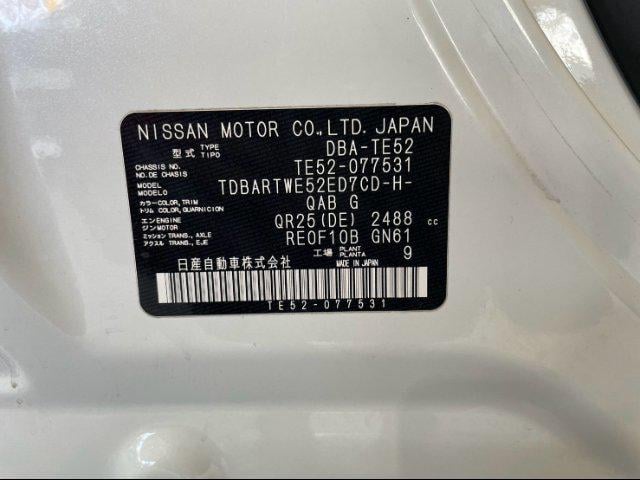 NISSAN MOTOR CO.,LTD. JAPAN
型式 TYPE TIPO DBA-TE52
CHASSIS NO. NO. DE CHASSIS TE52-077531
MODEL MODELO TDBARTWE52ED7CD-H-
カラー COLOR, TRIM トリム COLOR, GUARNICION QAB G
エンジン ENGINE MOTOR QR25(DE) 2488 cc
ミッション TRANS., AXLE アクスル TRANS., EJE RE0F10B GN61
工場 PLANT PLANTA 9
日産自動車株式会社 MADE IN JAPAN
TE52-077531